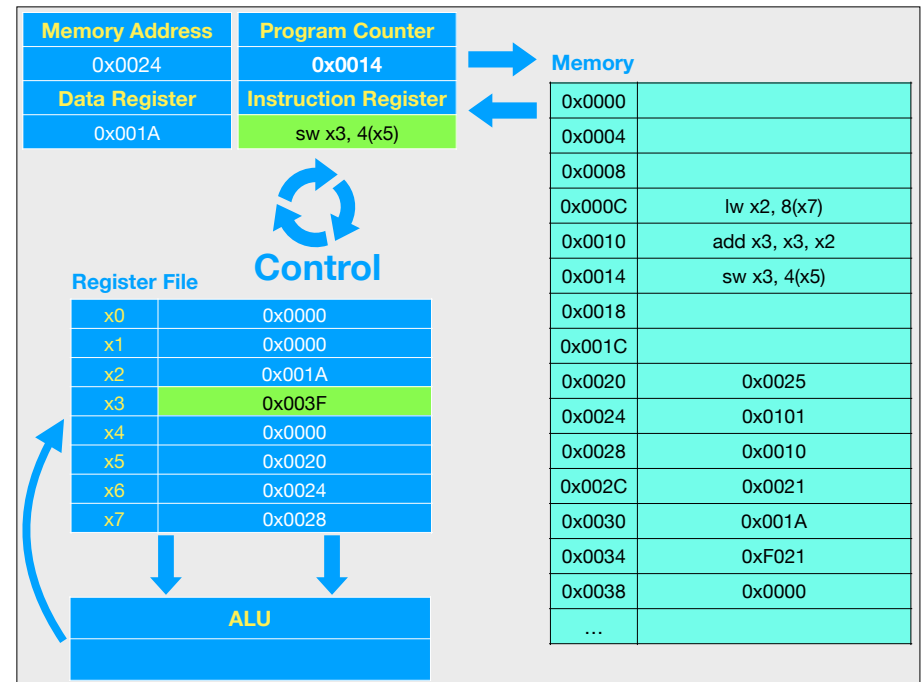 Memory Address Program Counter
0x0024 0x0014
Data Register Instruction Register
0x001A sw x3, 4(x5)
Control
Register File
x0 0x0000
x1 0x0000
x2 0x001A
x3 0x003F
x4 0x0000
x5 0x0020
x6 0x0024
x7 0x0028
ALU
Memory
0x0000
0x0004
0x0008
0x000C lw x2, 8(x7)
0x0010 add x3, x3, x2
0x0014 sw x3, 4(x5)
0x0018
0x001C
0x0020 0x0025
0x0024 0x0101
0x0028 0x0010
0x002C 0x0021
0x0030 0x001A
0x0034 0xF021
0x0038 0x0000
…